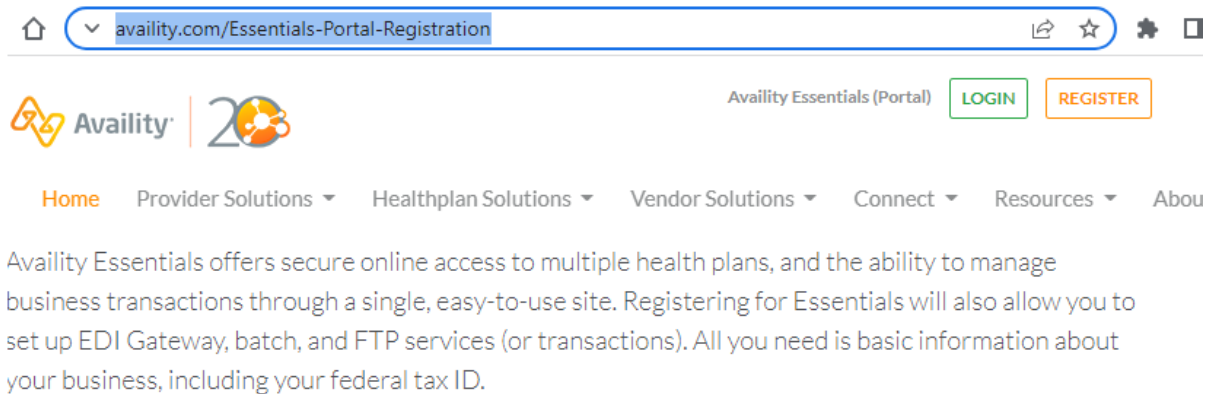 availity.com/Essentials-Portal-Registration
Availity Essentials (Portal) LOGIN REGISTER
Availity 20
Home Provider Solutions Healthplan Solutions Vendor Solutions Connect Resources Abou
Availity Essentials offers secure online access to multiple health plans, and the ability to manage
business transactions through a single, easy-to-use site. Registering for Essentials will also allow you to
set up EDI Gateway, batch, and FTP services (or transactions). All you need is basic information about
your business, including your federal tax ID.